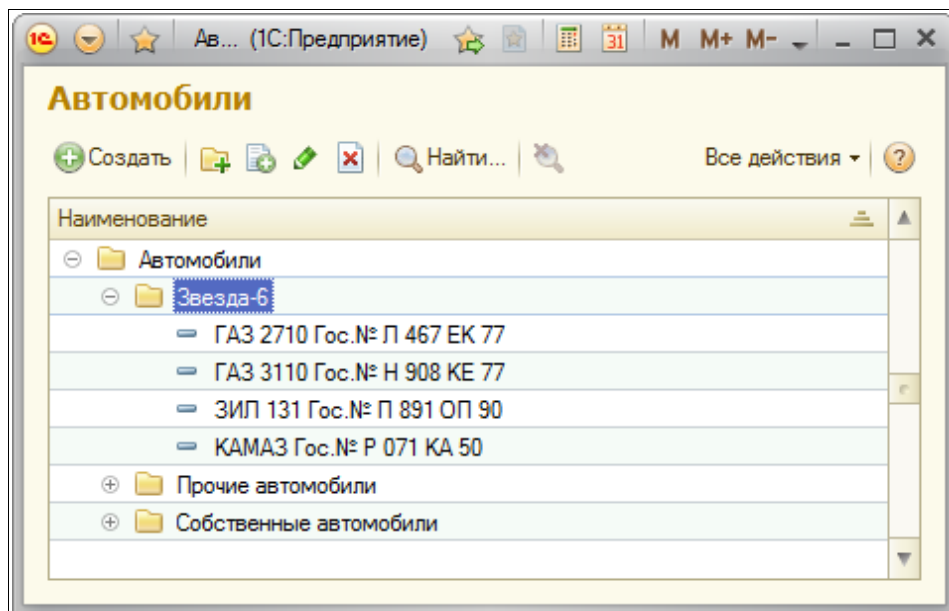 1С Ав... (1С:Предприятие) 31 M M+ M-
Автомобили
Создать Найти... Все действия ?
Наименование
Автомобили
Звезда-6
ГАЗ 2710 Гос.№ Л 467 ЕК 77
ГАЗ 3110 Гос.№ Н 908 КЕ 77
ЗИЛ 131 Гос.№ П 891 ОП 90
КАМАЗ Гос.№ Р 071 КА 50
Прочие автомобили
Собственные автомобили